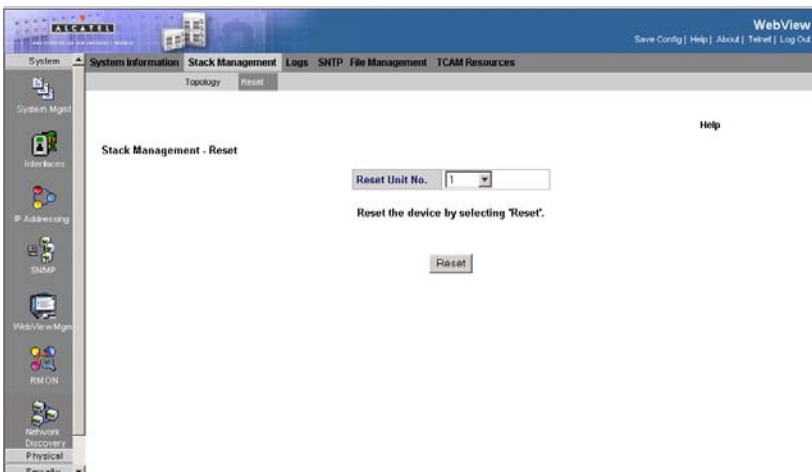 ALCATEL
WebView
Save Config | Help | About | Telnet | Log Out
System
System Information Stack Management Logs SNTP File Management TCAM Resources
Topology Reset
System Mgmt
Help
Stack Management - Reset
Interfaces
Reset Unit No. 1
IP Addressing
Reset the device by selecting 'Reset'.
SNMP
Reset
WebViewMgm
RMON
Network
Discovery
Physical
Security